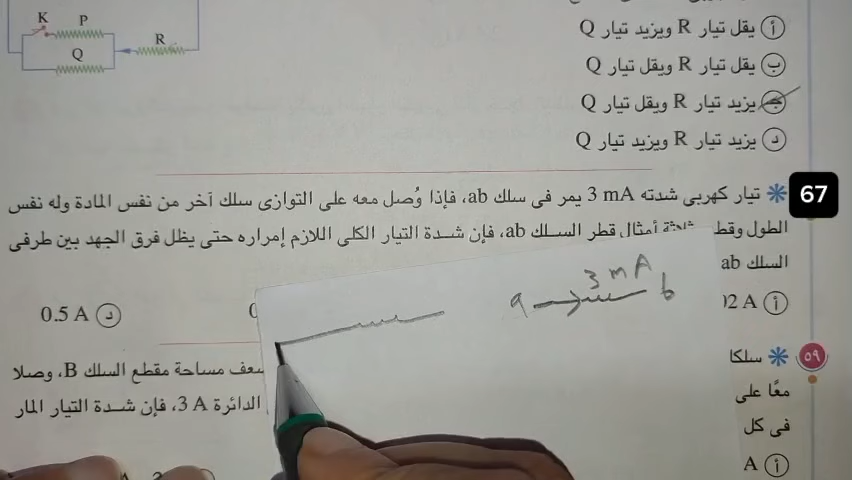 K P
Q R
أ يقل تيار R ويزيد تيار Q
ب يقل تيار R ويقل تيار Q
جـ يزيد تيار R ويقل تيار Q
د يزيد تيار R ويزيد تيار Q
67
تيار كهربى شدته 3 mA يمر فى سلك ab، فإذا وُصل معه على التوازى سلك آخر من نفس المادة وله نفس
الطول وقطر ثلاثة أمثال قطر السلك ab، فإن شدة التيار الكلى اللازم إمراره حتى يظل فرق الجهد بين طرفى
السلك ab
أ 02 A
د 0.5 A
a 3 mA b
٥٩ سلكا
مساحة مقطع السلك B، وصلا
معًا على
الدائرة 3 A، فإن شدة التيار المار
فى كل
أ A